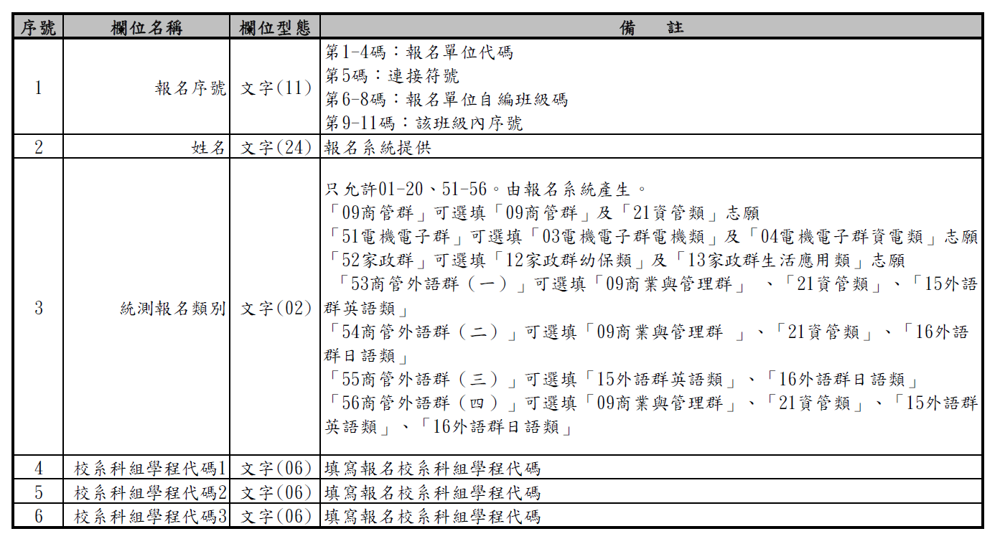 序號 欄位名稱 欄位型態 備 註
1 報名序號 文字(11) 第1-4碼：報名單位代碼
第5碼：連接符號
第6-8碼：報名單位自編班級碼
第9-11碼：該班級內序號
2 姓名 文字(24) 報名系統提供
3 統測報名類別 文字(02) 只允許01-20、51-56。由報名系統產生。
「09商管群」可選填「09商管群」及「21資管類」志願
「51電機電子群」可選填「03電機電子群電機類」及「04電機電子群資電類」志願
「52家政群」可選填「12家政群幼保類」及「13家政群生活應用類」志願
「53商管外語群（一）」可選填「09商業與管理群」 、「21資管類」、「15外語
群英語類」
「54商管外語群（二）」可選填「09商業與管理群 」、「21資管類」、「16外語
群日語類」
「55商管外語群（三）」可選填「15外語群英語類」、「16外語群日語類」
「56商管外語群（四）」可選填「09商業與管理群」、「21資管類」、「15外語群
英語類」、「16外語群日語類」
4 校系科組學程代碼1 文字(06) 填寫報名校系科組學程代碼
5 校系科組學程代碼2 文字(06) 填寫報名校系科組學程代碼
6 校系科組學程代碼3 文字(06) 填寫報名校系科組學程代碼